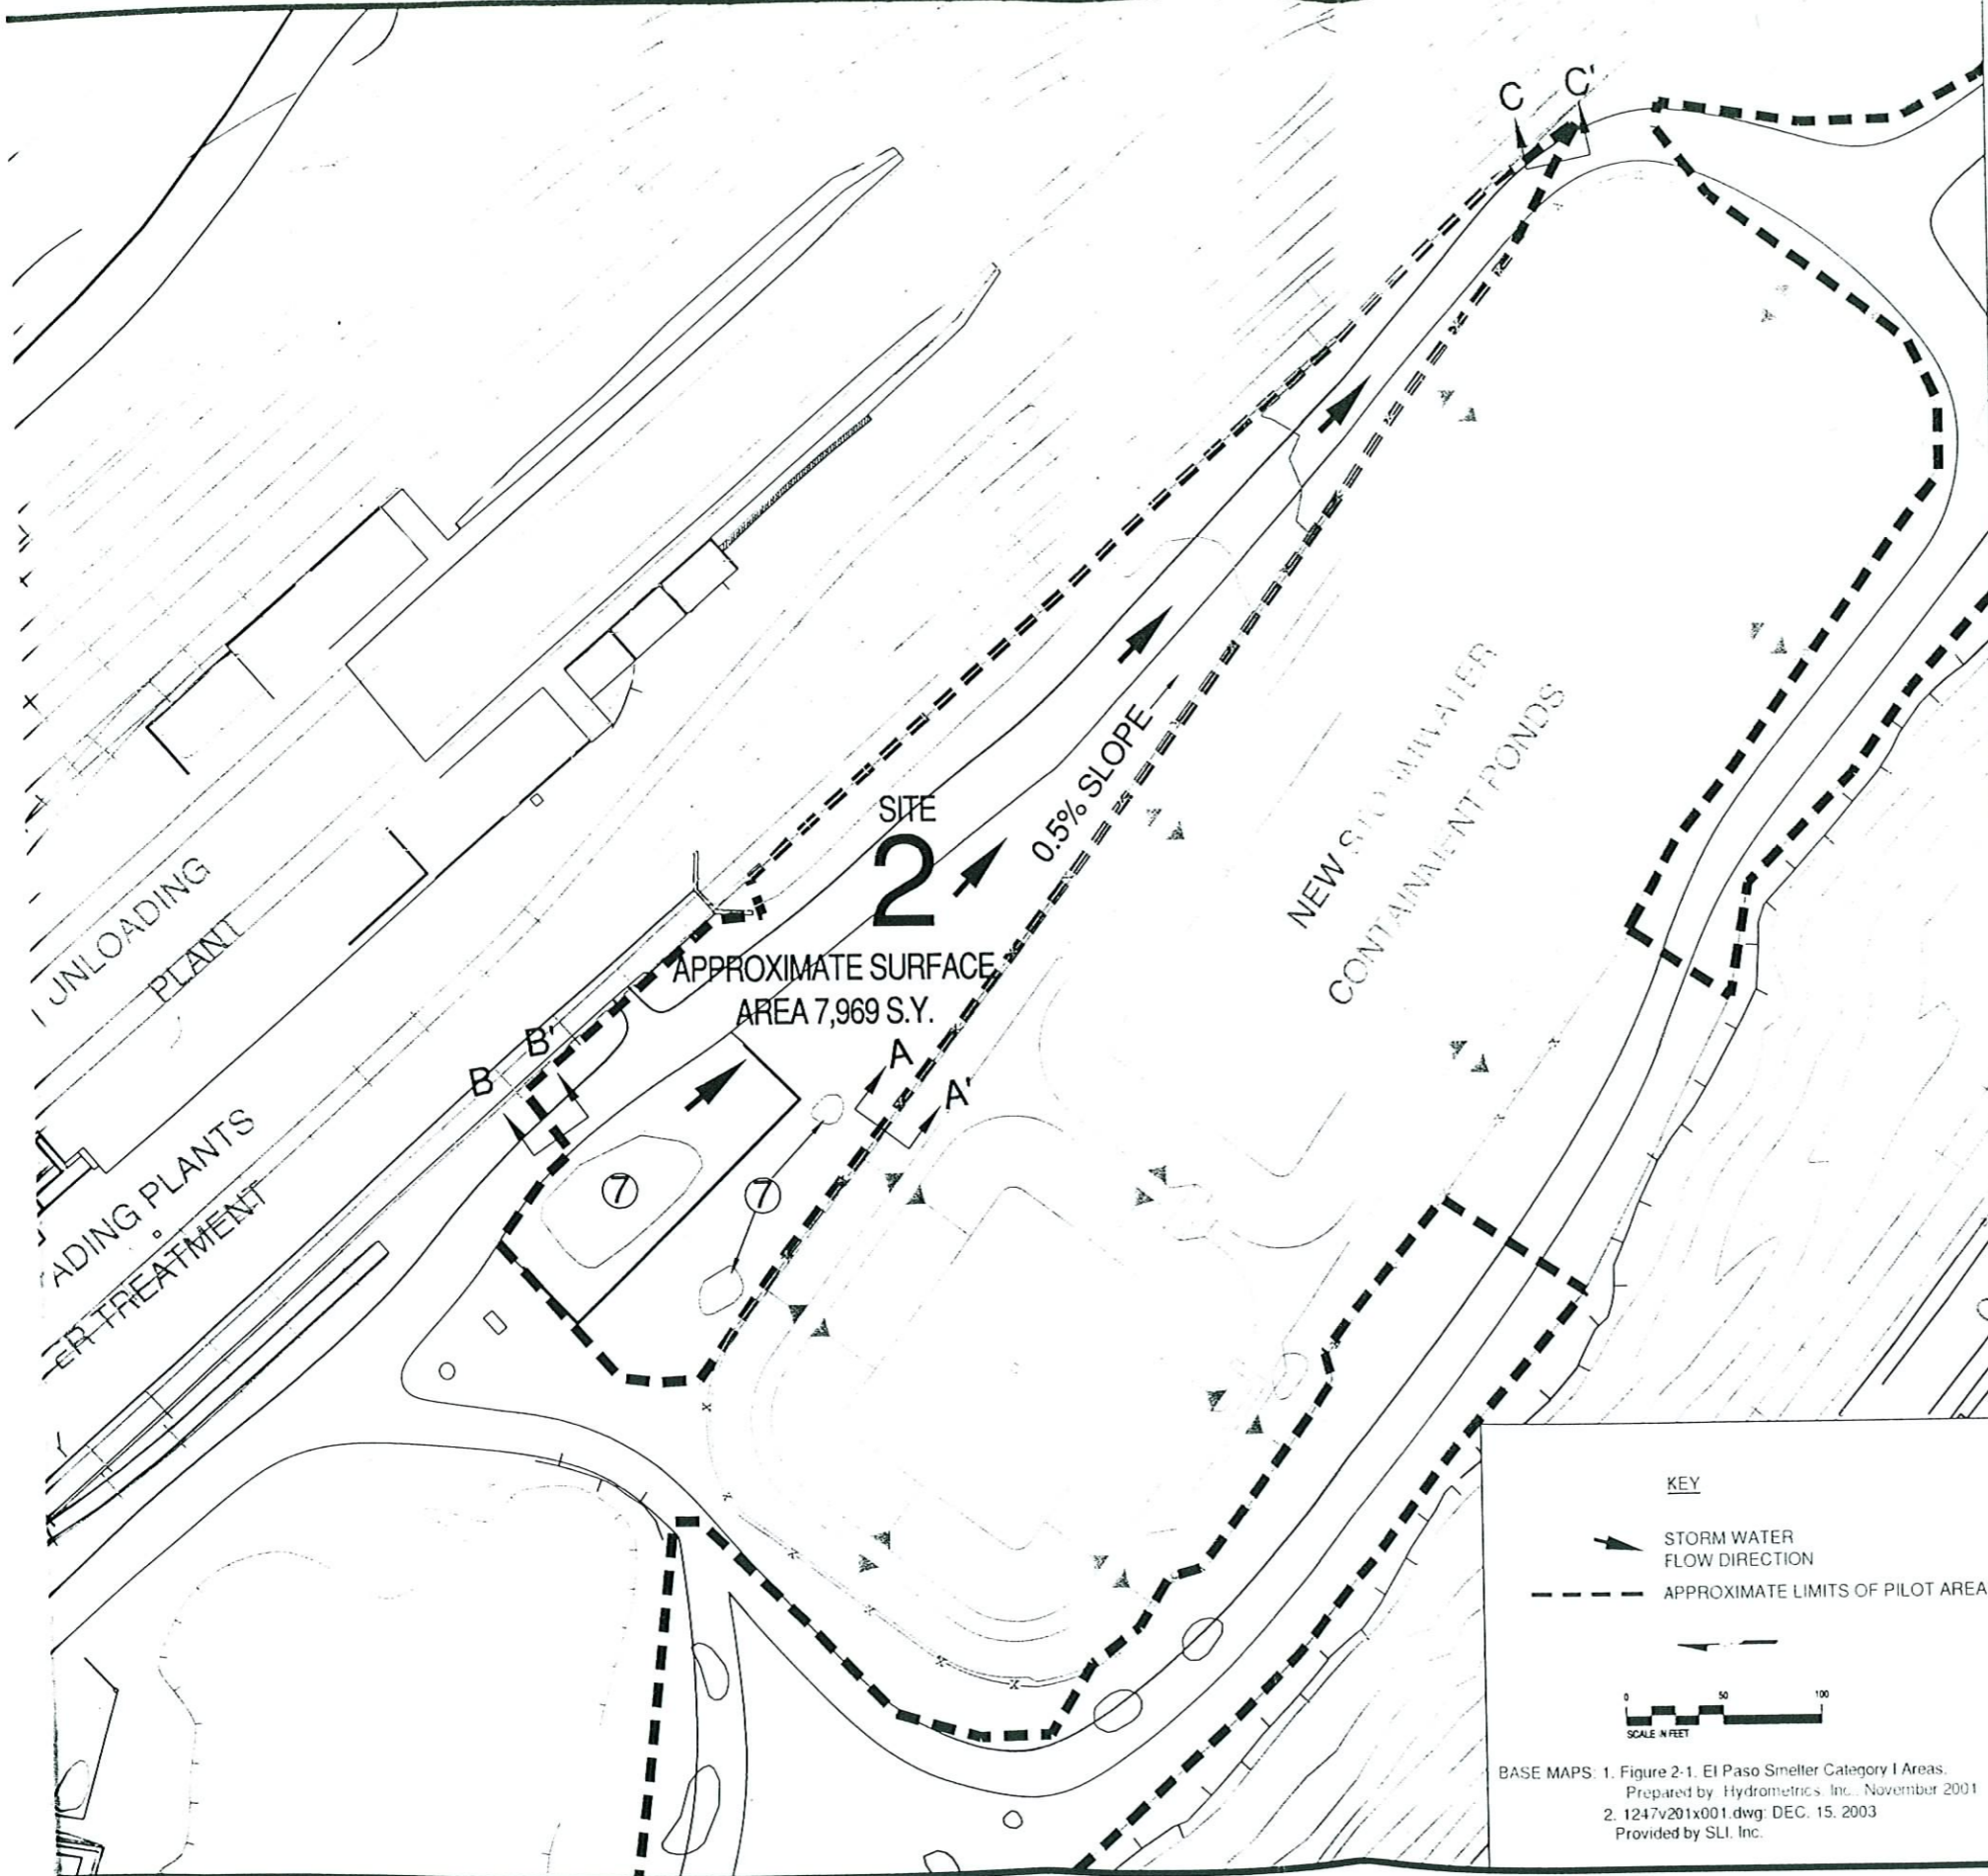 C
C'
SITE
2
APPROXIMATE SURFACE
AREA 7,969 S.Y.
0.5% SLOPE
NEW STORMWATER
CONTAINMENT PONDS
UNLOADING
PLANT
B
B'
A
A'
7
7
ADING PLANTS
ER TREATMENT
KEY
STORM WATER
FLOW DIRECTION
APPROXIMATE LIMITS OF PILOT AREA
0 50 100
SCALE IN FEET
BASE MAPS: 1. Figure 2-1. El Paso Smelter Category I Areas.
Prepared by Hydrometrics, Inc., November 2001
2. 1247v201x001.dwg: DEC. 15. 2003
Provided by SLI, Inc.